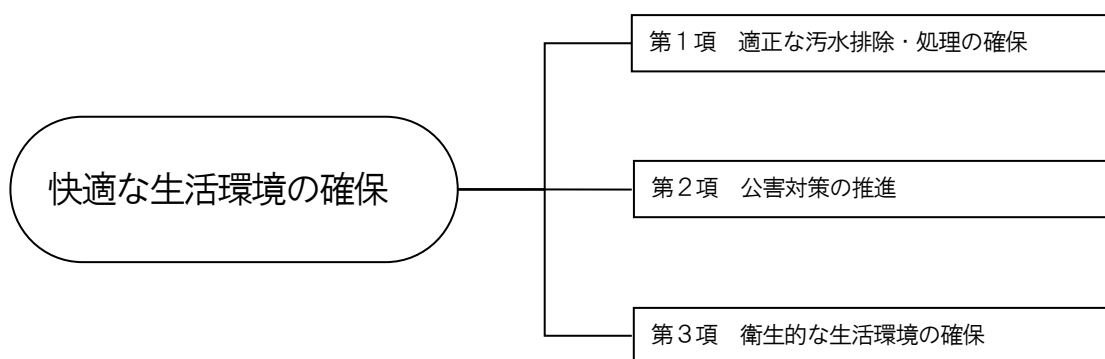 第１項　適正な汚水排除・処理の確保
快適な生活環境の確保
第２項　公害対策の推進
第３項　衛生的な生活環境の確保